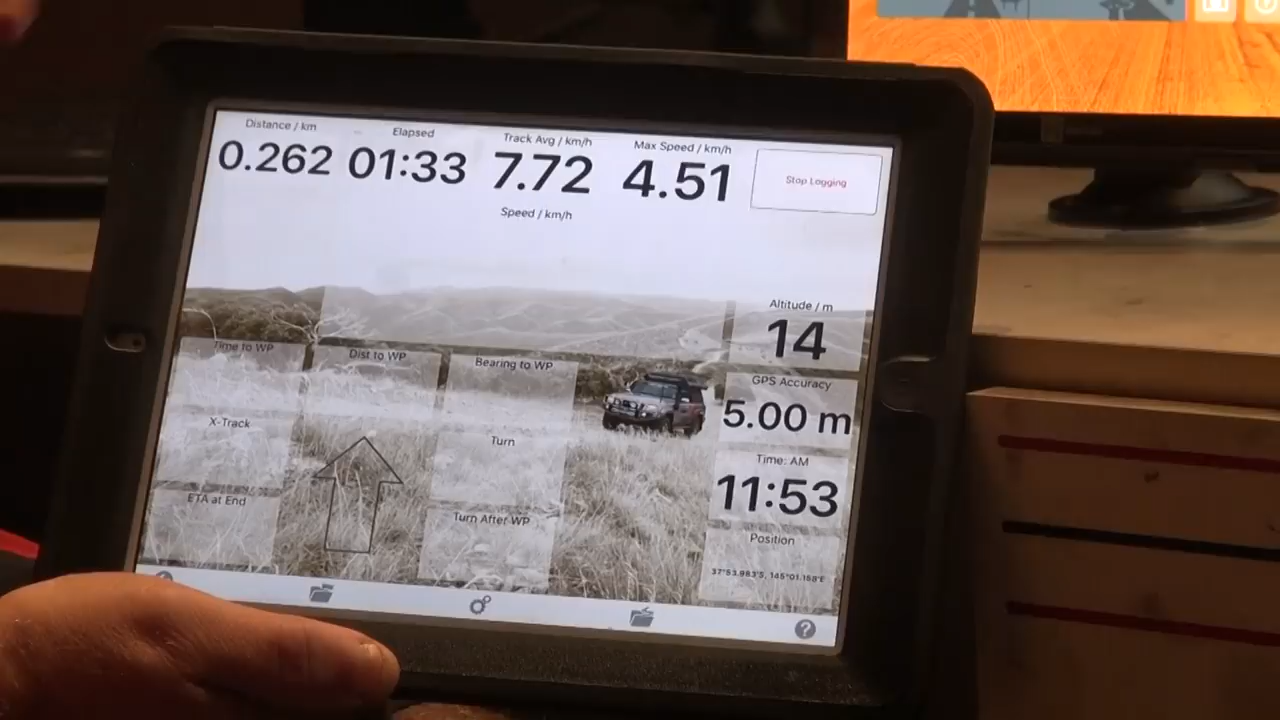 Distance / km
0.262
Elapsed
01:33
Track Avg / km/h
7.72
Max Speed / km/h
4.51
Stop Logging
Speed / km/h
Altitude / m
14
Time to WP
Dist to WP
Bearing to WP
GPS Accuracy
5.00 m
X-Track
Turn
Time: AM
11:53
ETA at End
Turn After WP
Position
37°53.983'S, 145°01.158'E
?